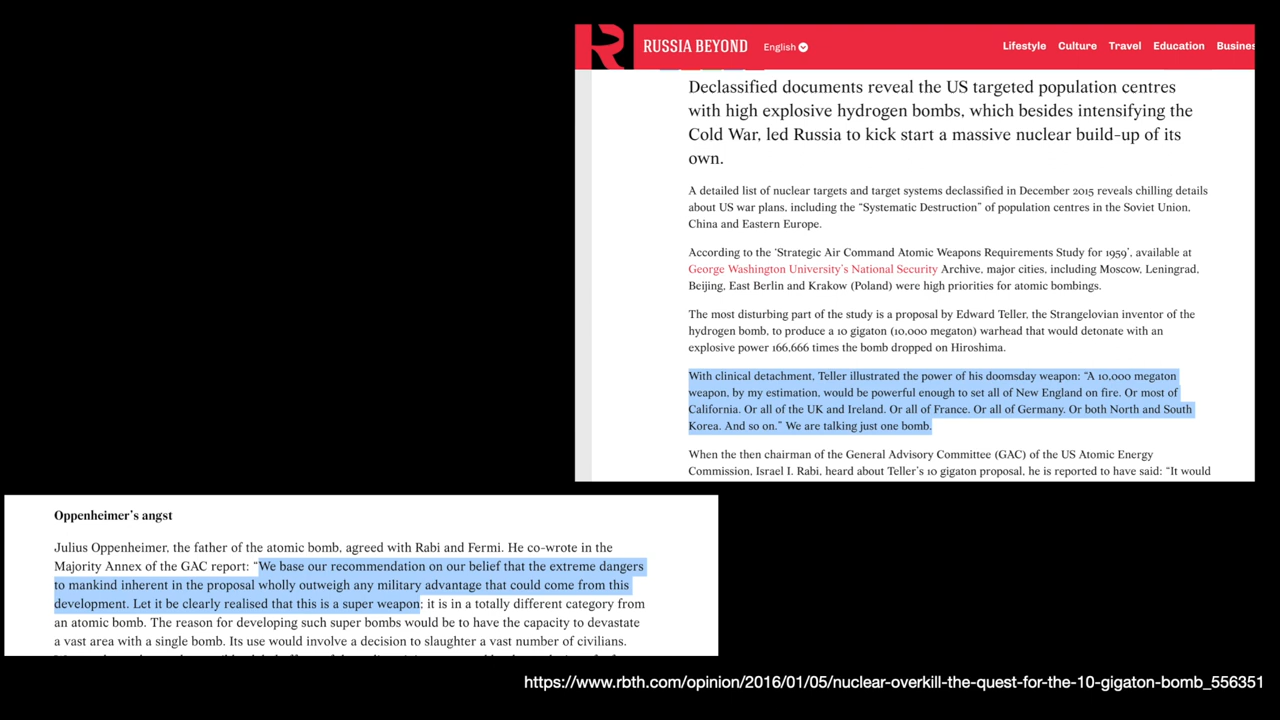 RUSSIA BEYOND English Lifestyle Culture Travel Education Busines
Declassified documents reveal the US targeted population centres
with high explosive hydrogen bombs, which besides intensifying the
Cold War, led Russia to kick start a massive nuclear build-up of its
own.
A detailed list of nuclear targets and target systems declassified in December 2015 reveals chilling details
about US war plans, including the “Systematic Destruction” of population centres in the Soviet Union,
China and Eastern Europe.
According to the ‘Strategic Air Command Atomic Weapons Requirements Study for 1959’, available at
George Washington University’s National Security Archive, major cities, including Moscow, Leningrad,
Beijing, East Berlin and Krakow (Poland) were high priorities for atomic bombings.
The most disturbing part of the study is a proposal by Edward Teller, the Strangelovian inventor of the
hydrogen bomb, to produce a 10 gigaton (10,000 megaton) warhead that would detonate with an
explosive power 166,666 times the bomb dropped on Hiroshima.
With clinical detachment, Teller illustrated the power of his doomsday weapon: “A 10,000 megaton
weapon, by my estimation, would be powerful enough to set all of New England on fire. Or most of
California. Or all of the UK and Ireland. Or all of France. Or all of Germany. Or both North and South
Korea. And so on.” We are talking just one bomb.
When the then chairman of the General Advisory Committee (GAC) of the US Atomic Energy
Commission, Israel I. Rabi, heard about Teller’s 10 gigaton proposal, he is reported to have said: “It would
Oppenheimer’s angst
Julius Oppenheimer, the father of the atomic bomb, agreed with Rabi and Fermi. He co-wrote in the
Majority Annex of the GAC report: “We base our recommendation on our belief that the extreme dangers
to mankind inherent in the proposal wholly outweigh any military advantage that could come from this
development. Let it be clearly realised that this is a super weapon; it is in a totally different category from
an atomic bomb. The reason for developing such super bombs would be to have the capacity to devastate
a vast area with a single bomb. Its use would involve a decision to slaughter a vast number of civilians.
https://www.rbth.com/opinion/2016/01/05/nuclear-overkill-the-quest-for-the-10-gigaton-bomb_556351